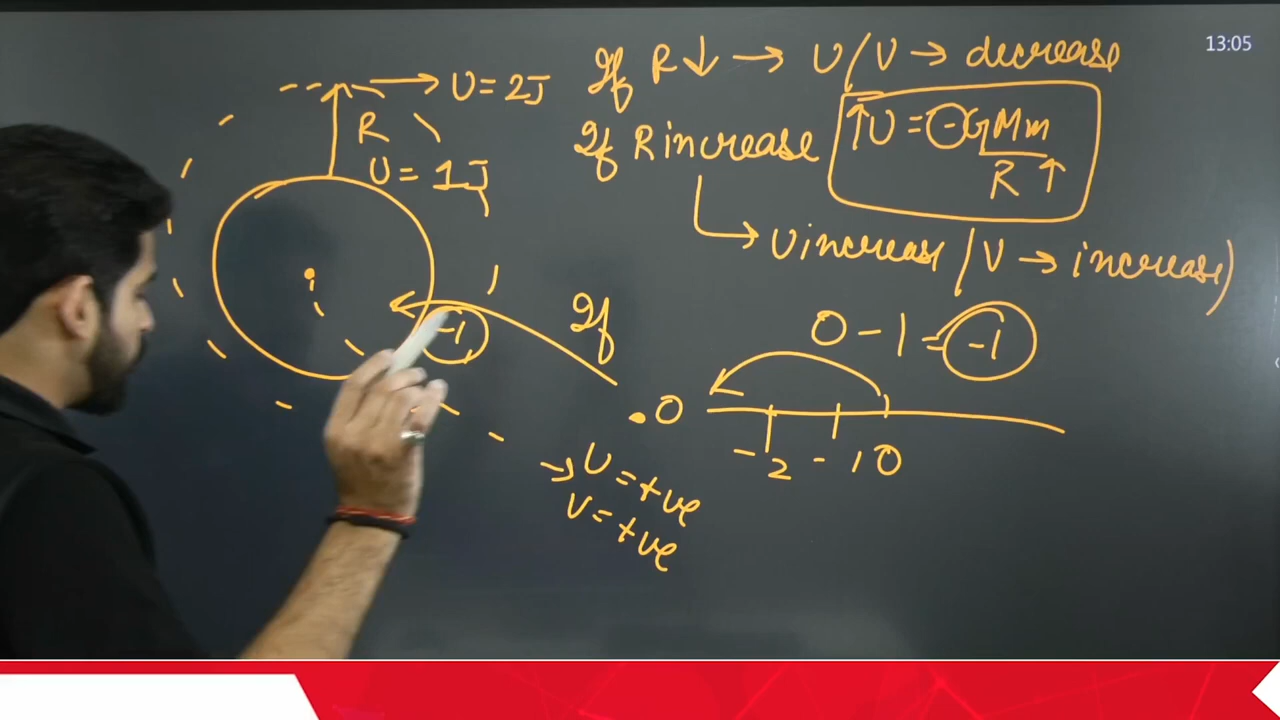 13:05
If R↓ → U/V → decrease
→ U = 2J
R
If R increase
↑U = -GMm
R ↑
U = 1J
→ U increase / V → increase)
If
0 - 1 = -1
-1
.0
-2 -1 0
→ U = +ve
V = +ve